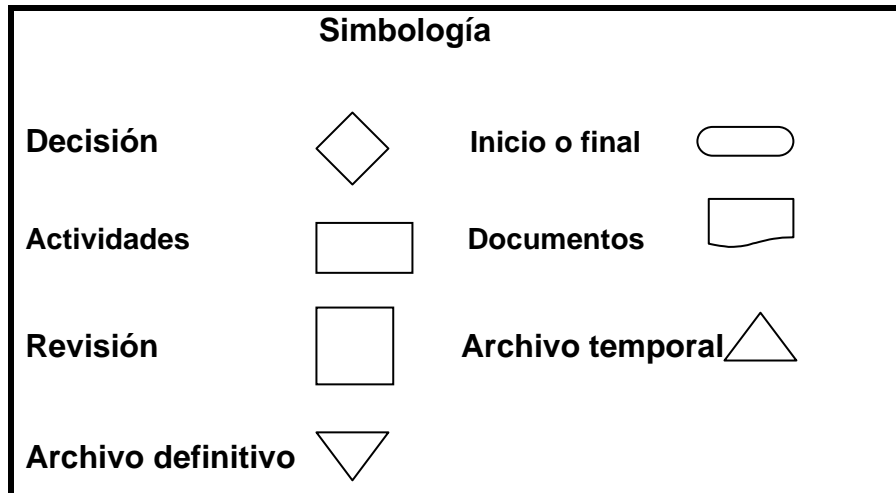 Simbología
Decisión
Inicio o final
Actividades
Documentos
Revisión
Archivo temporal
Archivo definitivo